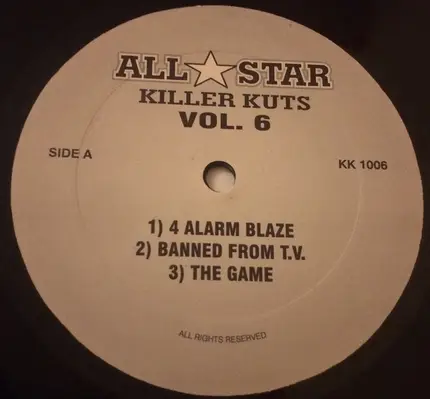 ALL STAR
KILLER KUTS
VOL. 6
SIDE A
KK 1006
1) 4 ALARM BLAZE
2) BANNED FROM T.V.
3) THE GAME
ALL RIGHTS RESERVED